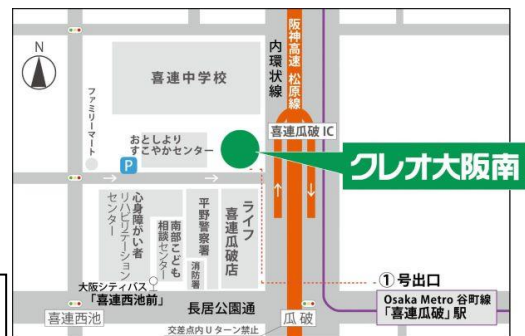 N
喜連中学校
ファミリーマート
おとしより
すこやかセンター
P
内環状線
阪神高速 松原線
喜連瓜破 IC
クレオ大阪南
心身障がい者
リハビリテーション
センター
南部こども
相談センター
平野警察署
消防署
ライフ
喜連瓜破店
大阪シティバス
「喜連西池前」
喜連西池
長居公園通
瓜破
交差点内Uターン禁止
①号出口
Osaka Metro 谷町線
「喜連瓜破」駅